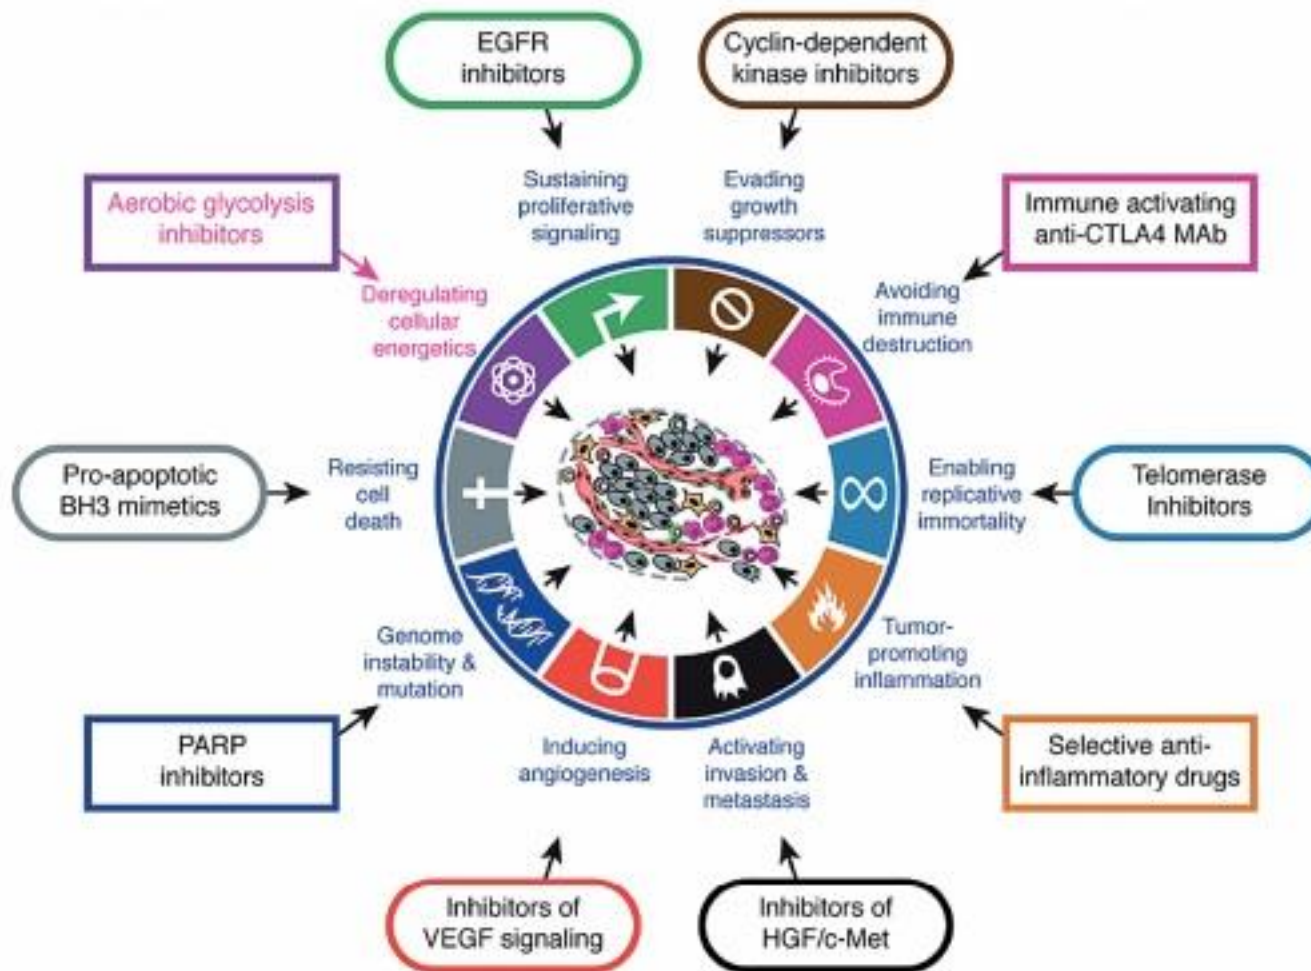 EGFR
inhibitors
Cyclin-dependent
kinase inhibitors
Sustaining
proliferative
signaling
Evading
growth
suppressors
Aerobic glycolysis
inhibitors
Immune activating
anti-CTLA4 MAb
Deregulating
cellular
energetics
Avoiding
immune
destruction
Pro-apoptotic
BH3 mimetics
Resisting
cell
death
Enabling
replicative
immortality
Telomerase
Inhibitors
Genome
instability &
mutation
Tumor-
promoting
inflammation
PARP
inhibitors
Inducing
angiogenesis
Activating
invasion &
metastasis
Selective anti-
inflammatory drugs
Inhibitors of
VEGF signaling
Inhibitors of
HGF/c-Met